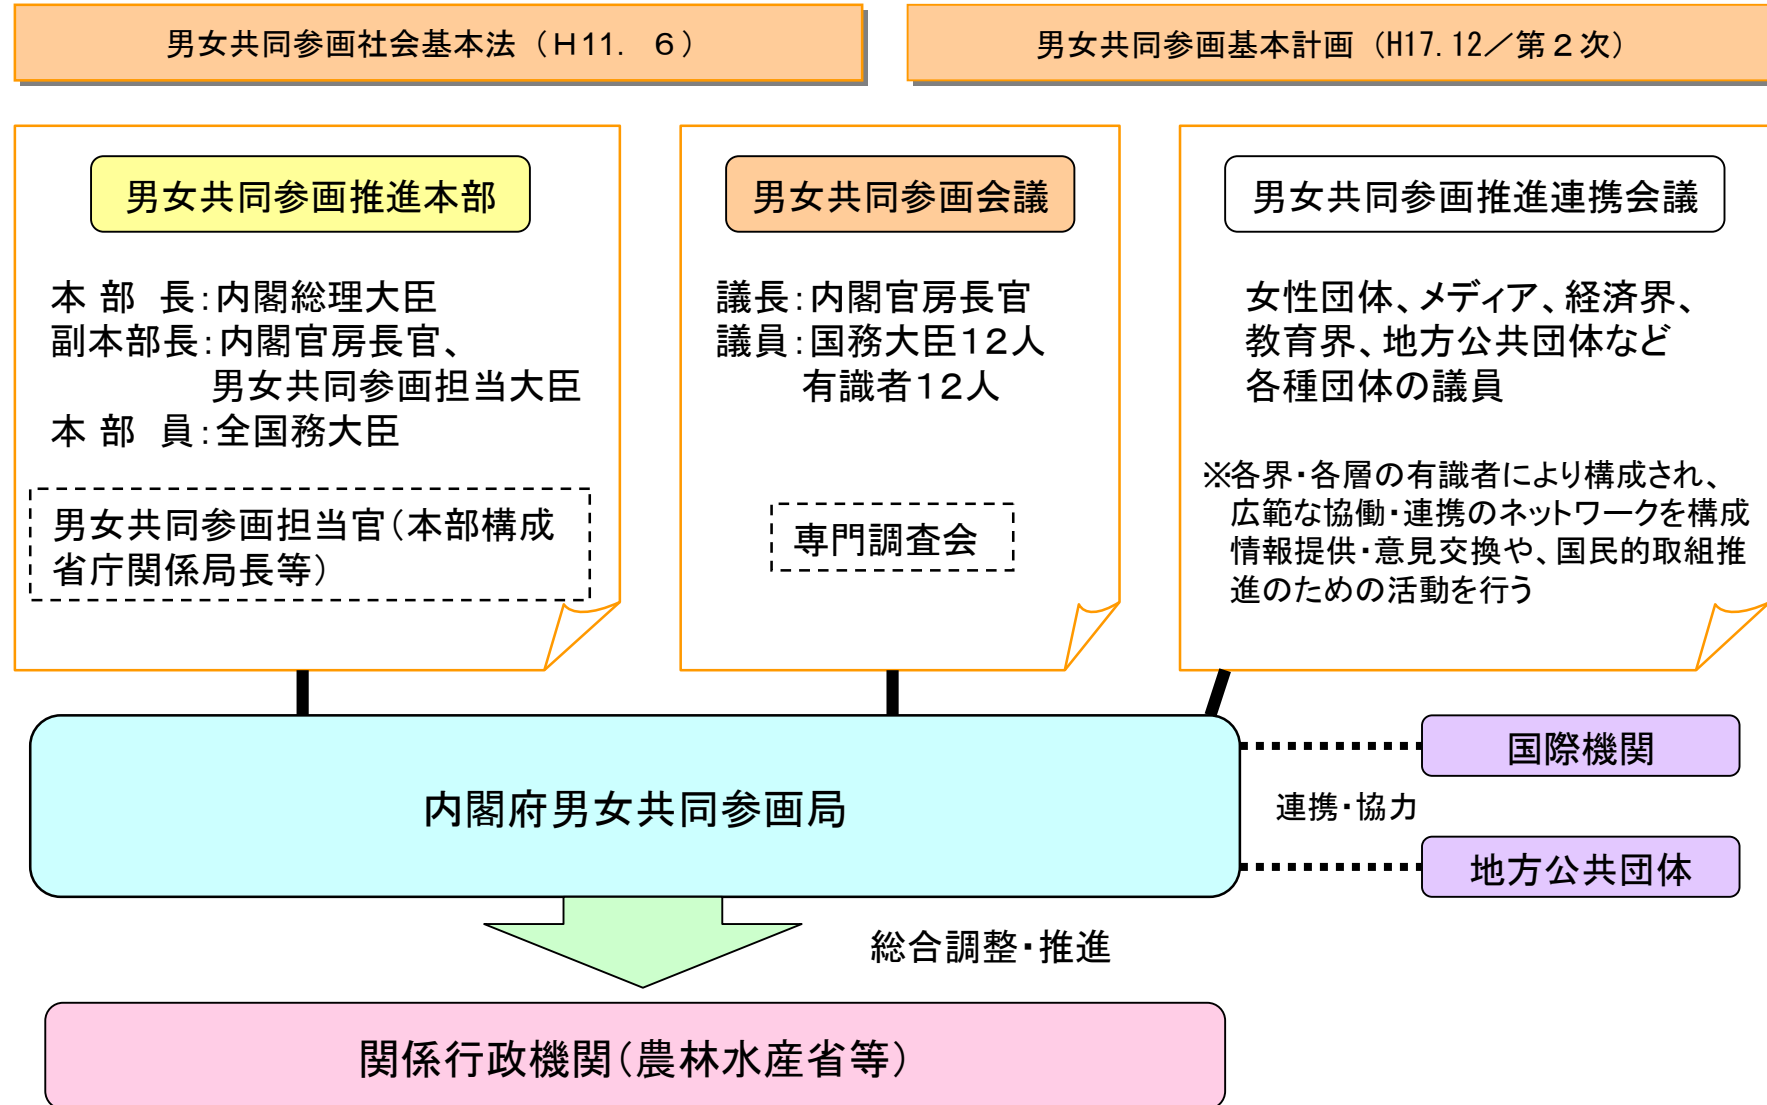 男女共同参画社会基本法（Ｈ11．６）
男女共同参画基本計画（H17.12／第２次）
男女共同参画推進本部
本部長：内閣総理大臣
副本部長：内閣官房長官、
男女共同参画担当大臣
本部員：全国務大臣
男女共同参画担当官（本部構成
省庁関係局長等）
男女共同参画会議
議長：内閣官房長官
議員：国務大臣１２人
有識者１２人
専門調査会
男女共同参画推進連携会議
女性団体、メディア、経済界、
教育界、地方公共団体など
各種団体の議員
※各界・各層の有識者により構成され、
広範な協働・連携のネットワークを構成
情報提供・意見交換や、国民的取組推
進のための活動を行う
内閣府男女共同参画局
国際機関
連携・協力
地方公共団体
総合調整・推進
関係行政機関（農林水産省等）